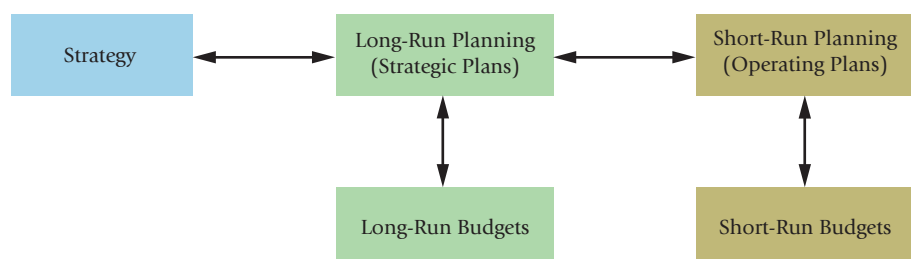 Strategy
Long-Run Planning
(Strategic Plans)
Short-Run Planning
(Operating Plans)
Long-Run Budgets
Short-Run Budgets